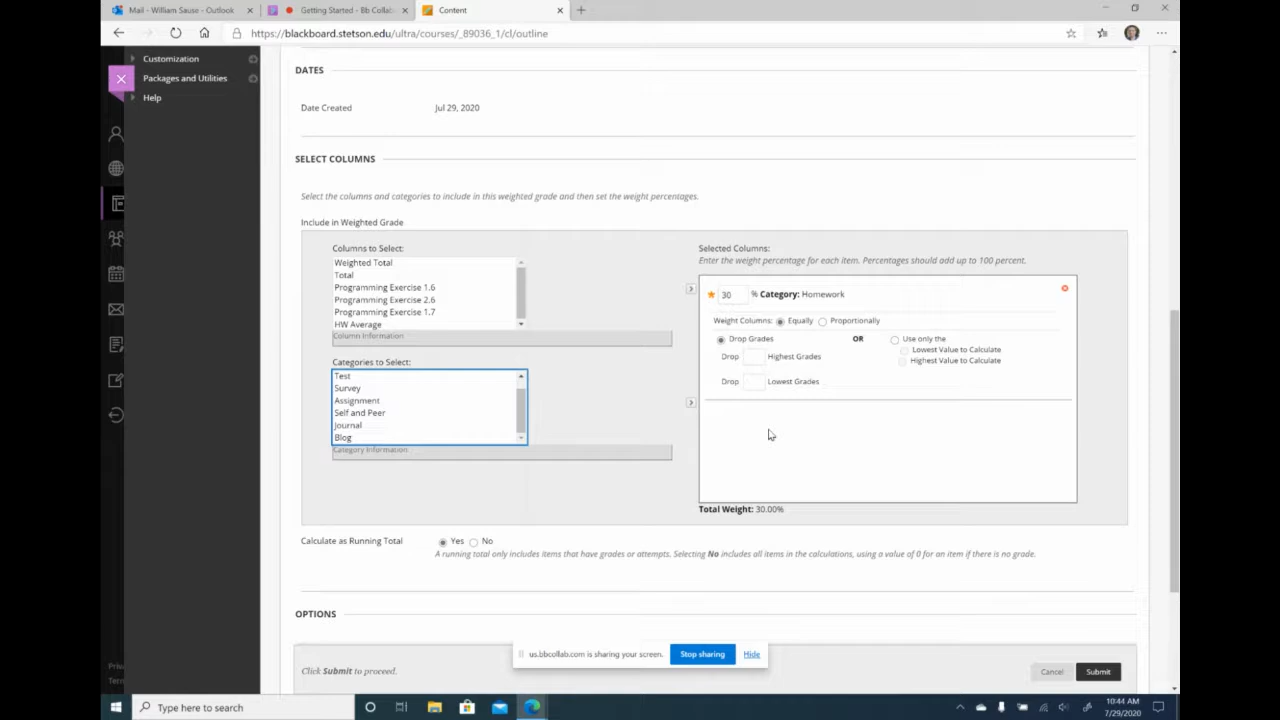 Mail - William Sause - Outlook
Getting Started - Bb Collab
Content
https://blackboard.stetson.edu/ultra/courses/_89036_1/cl/outline
Customization
Packages and Utilities
Help
DATES
Date Created Jul 29, 2020
SELECT COLUMNS
Select the columns and categories to include in this weighted grade and then set the weight percentages.
Include in Weighted Grade
Columns to Select:
Weighted Total
Total
Programming Exercise 1.6
Programming Exercise 2.6
Programming Exercise 1.7
HW Average
Column Information
Categories to Select:
Test
Survey
Assignment
Self and Peer
Journal
Blog
Category Information
Selected Columns:
Enter the weight percentage for each item. Percentages should add up to 100 percent.
30 % Category: Homework
Weight Columns: Equally Proportionally
Drop Grades OR Use only the
Lowest Value to Calculate
Drop Highest Grades
Highest Value to Calculate
Drop Lowest Grades
Total Weight: 30.00%
Calculate as Running Total Yes No
A running total only includes items that have grades or attempts. Selecting No includes all items in the calculations, using a value of 0 for an item if there is no grade.
OPTIONS
us.bbcollab.com is sharing your screen. Stop sharing Hide
Click Submit to proceed.
Cancel Submit
Priv
Term
Type here to search
10:44 AM
7/29/2020